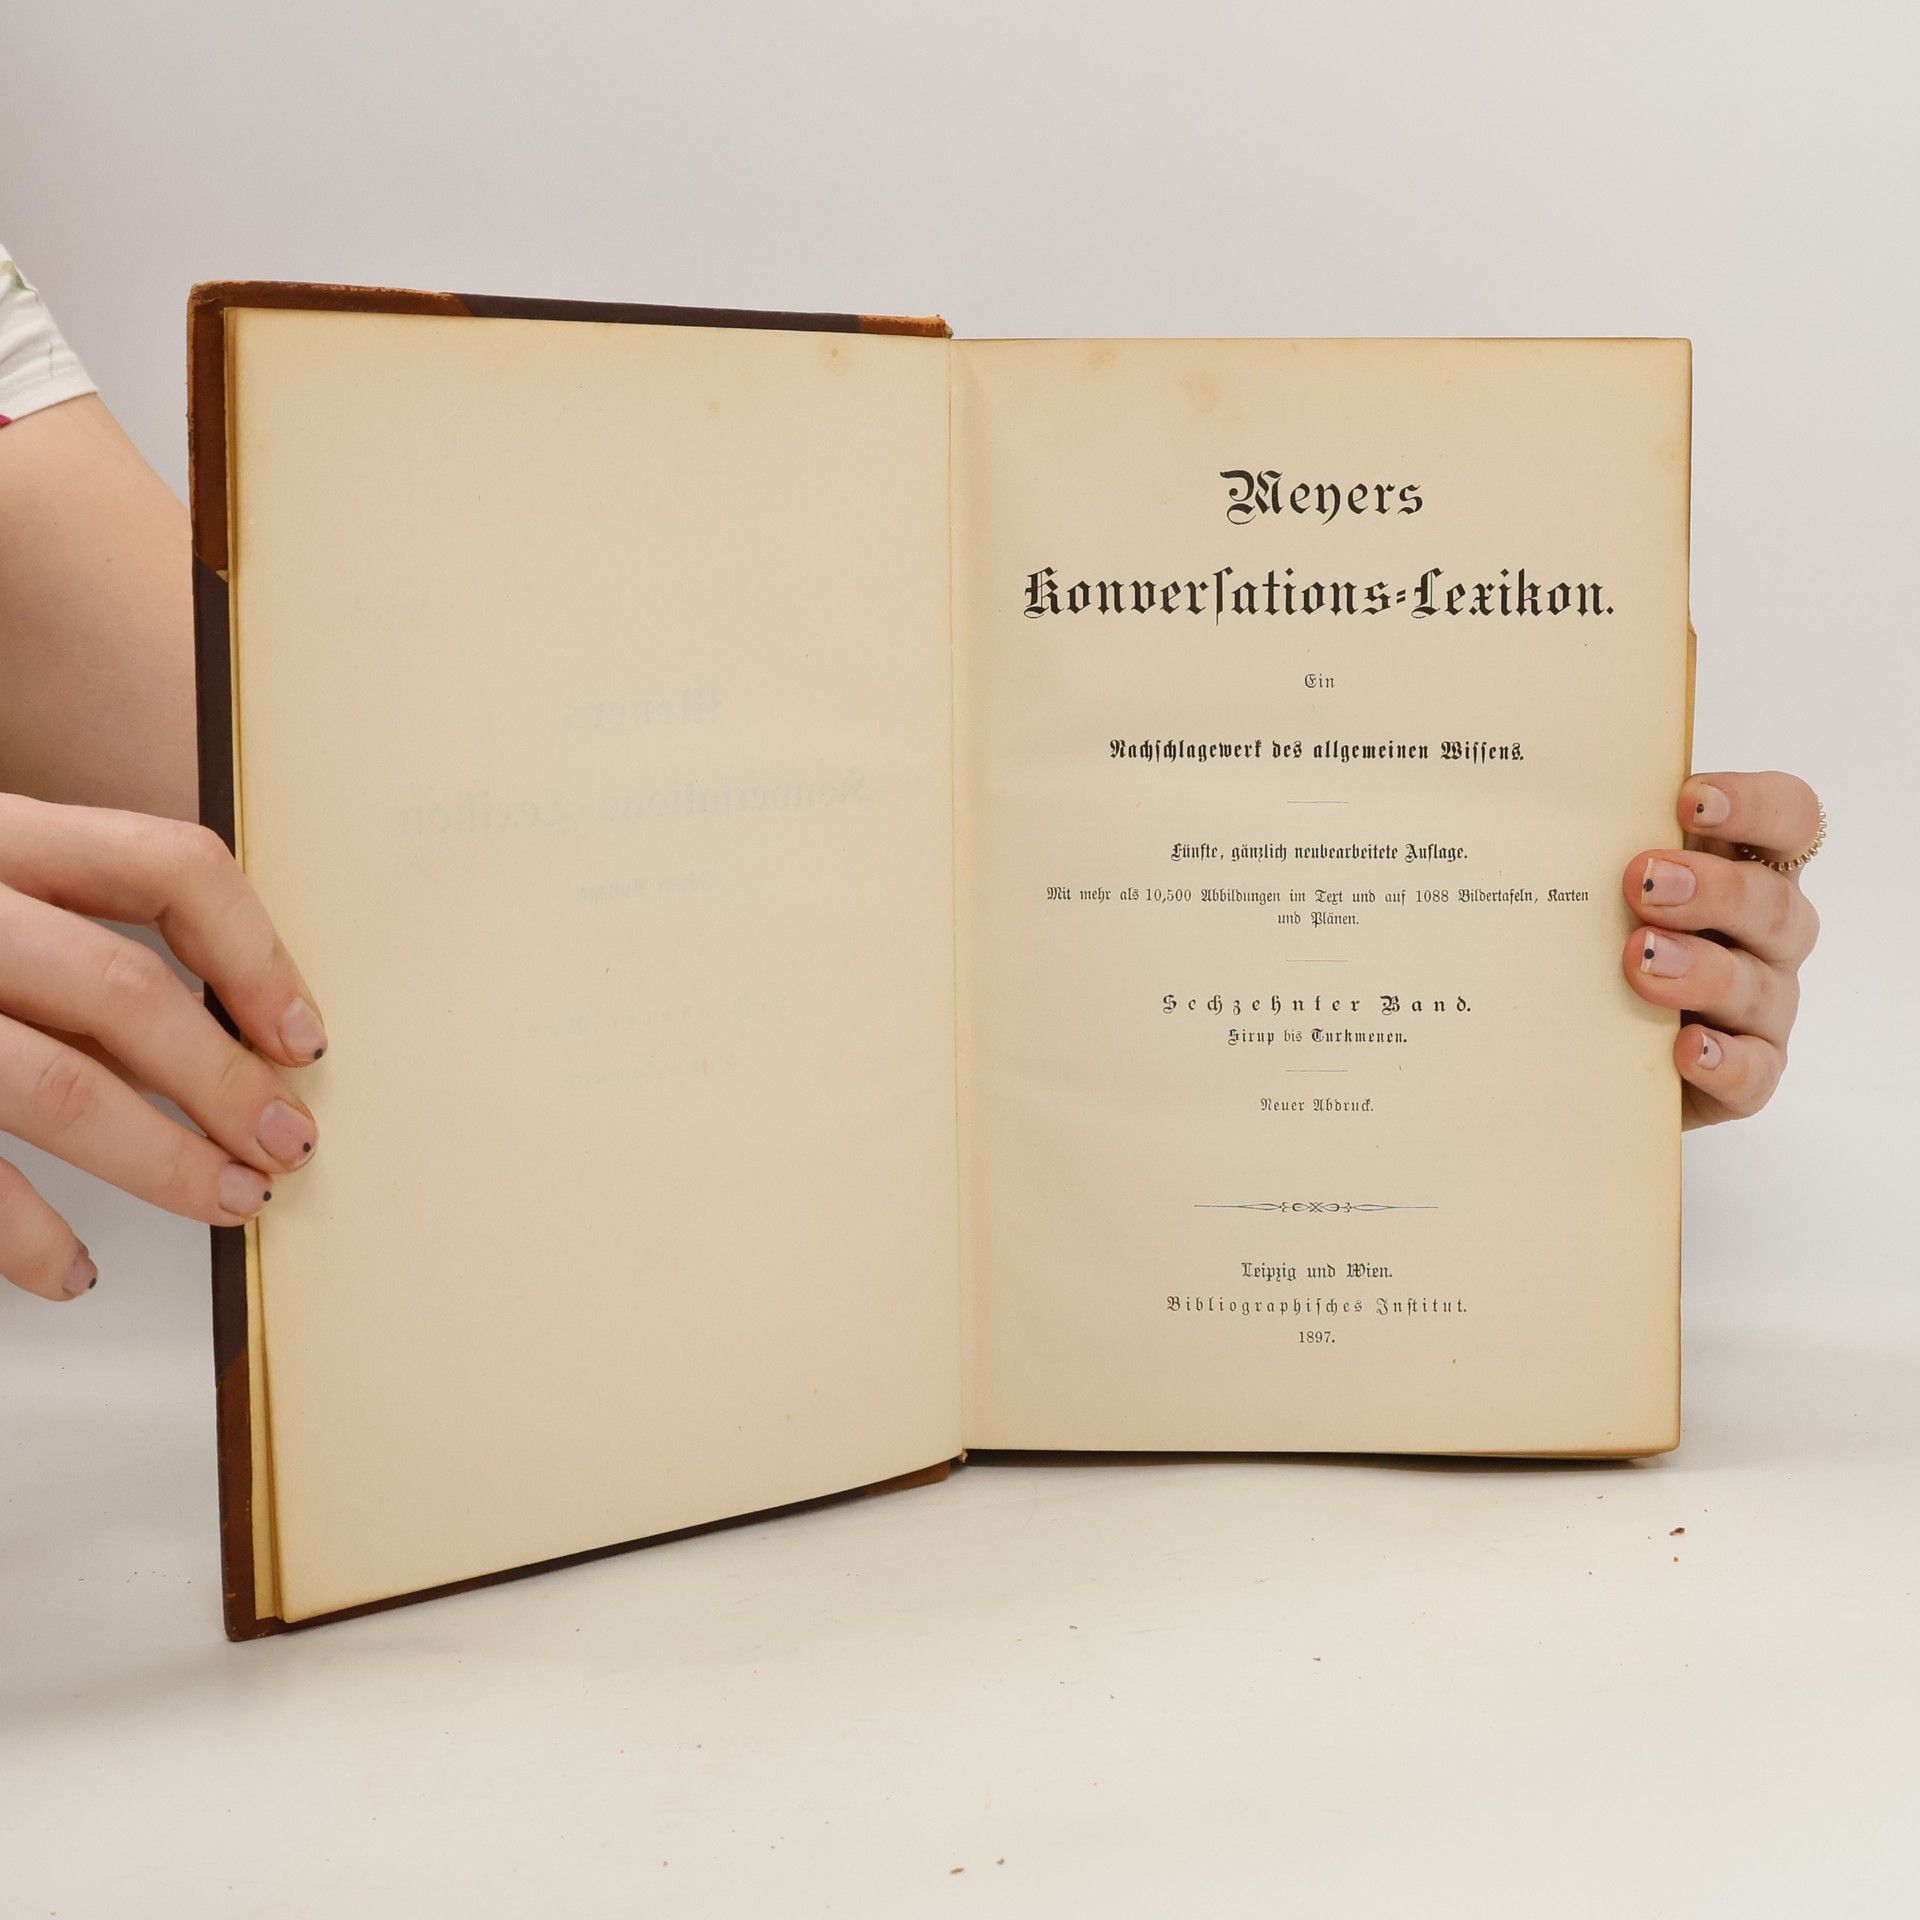 Meyers
Konverſations-Lexikon.
Ein
Nachſchlagewerk des allgemeinen Wiſſens.
Fünfte, gänzlich neubearbeitete Auflage.
Mit mehr als 10,500 Abbildungen im Text und auf 1088 Bildertafeln, Karten
und Plänen.
Sechzehnter Band.
Sirup bis Turkmenen.
Neuer Abdruck.
Leipzig und Wien.
Bibliographiſches Inſtitut.
1897.